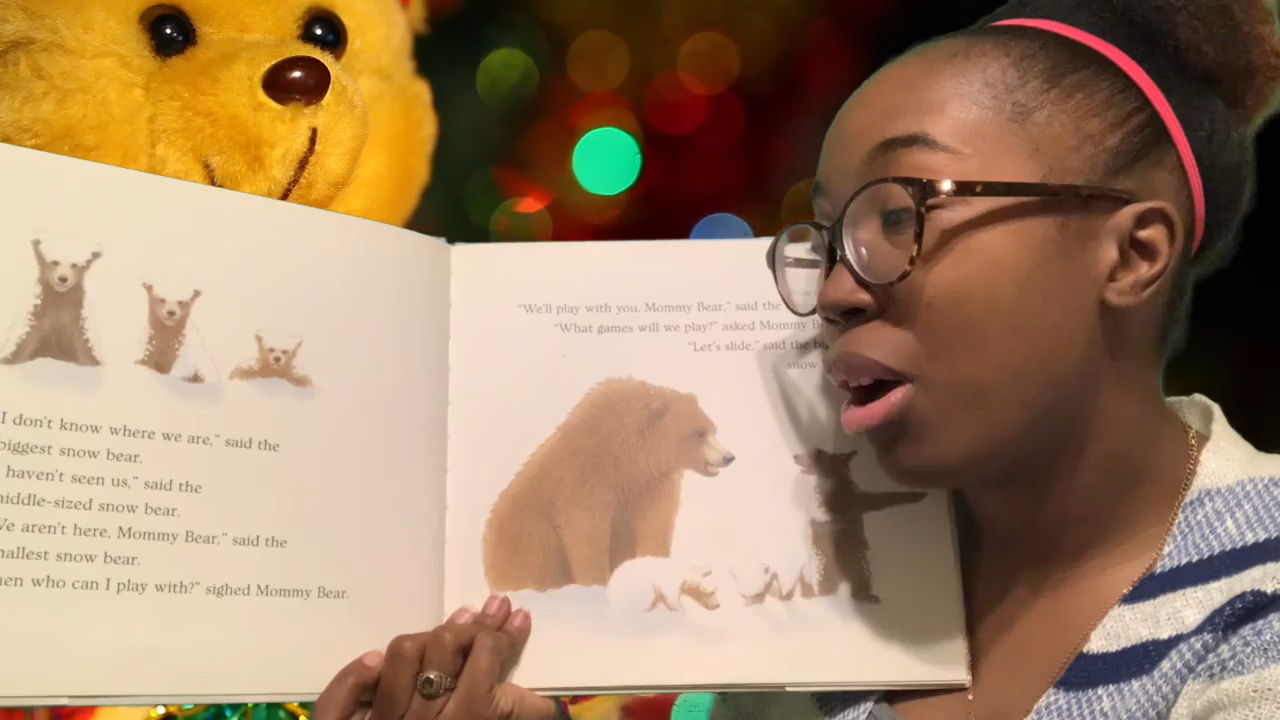 I don't know where we are," said the
biggest snow bear.
haven't seen us," said the
middle-sized snow bear.
We aren't here, Mommy Bear," said the
smallest snow bear.
hen who can I play with?" sighed Mommy Bear.
"We'll play with you, Mommy Bear," said the
"What games will we play?" asked Mommy B
"Let's slide," said the bi
snow